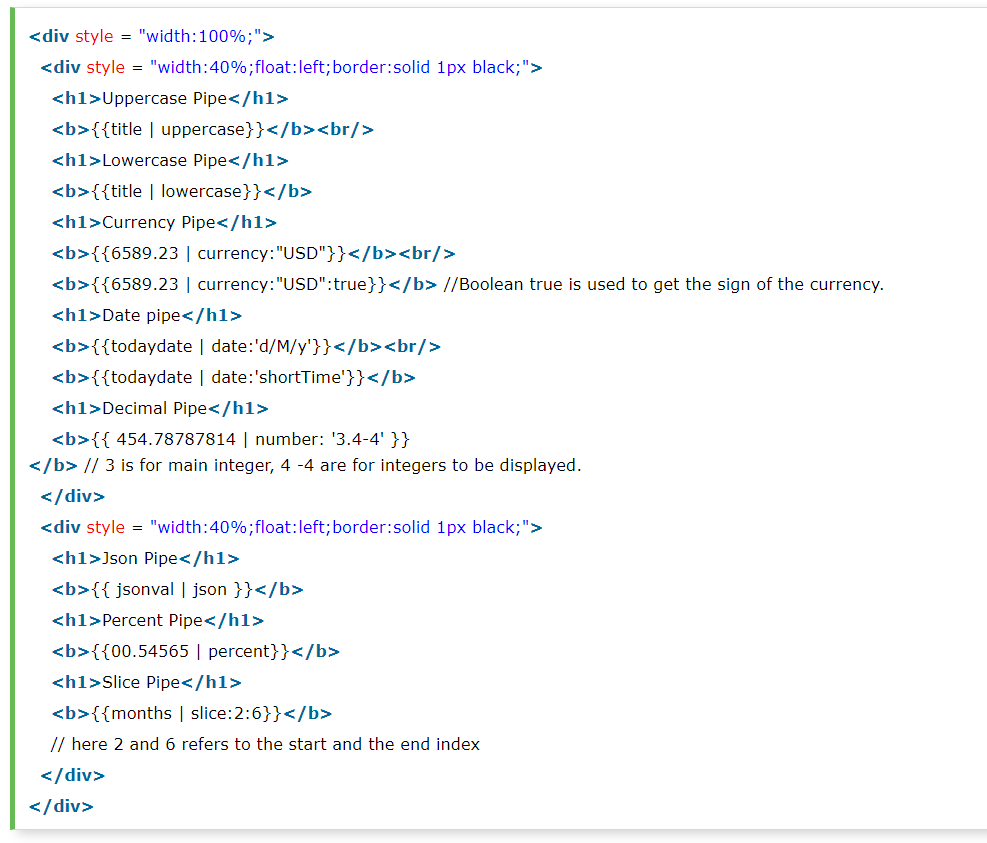 <div style = "width:100%;">
<div style = "width:40%;float:left;border:solid 1px black;">
<h1>Uppercase Pipe</h1>
<b>{{title | uppercase}}</b><br/>
<h1>Lowercase Pipe</h1>
<b>{{title | lowercase}}</b>
<h1>Currency Pipe</h1>
<b>{{6589.23 | currency:"USD"}}</b><br/>
<b>{{6589.23 | currency:"USD":true}}</b> //Boolean true is used to get the sign of the currency.
<h1>Date pipe</h1>
<b>{{todaydate | date:'d/M/y'}}</b><br/>
<b>{{todaydate | date:'shortTime'}}</b>
<h1>Decimal Pipe</h1>
<b>{{ 454.78787814 | number: '3.4-4' }}
</b> // 3 is for main integer, 4 -4 are for integers to be displayed.
</div>
<div style = "width:40%;float:left;border:solid 1px black;">
<h1>Json Pipe</h1>
<b>{{ jsonval | json }}</b>
<h1>Percent Pipe</h1>
<b>{{00.54565 | percent}}</b>
<h1>Slice Pipe</h1>
<b>{{months | slice:2:6}}</b>
// here 2 and 6 refers to the start and the end index
</div>
</div>